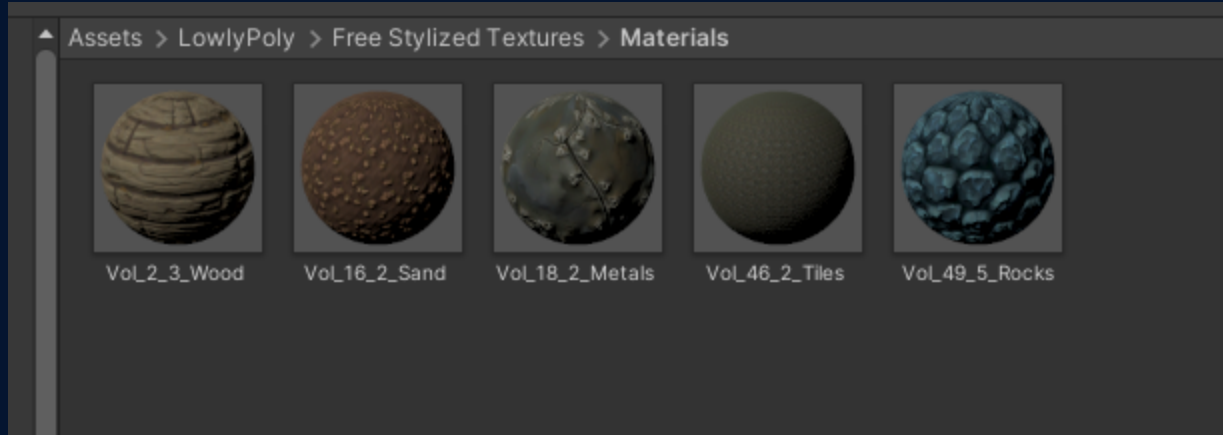 Assets > LowlyPoly > Free Stylized Textures > Materials
Vol_2_3_Wood Vol_16_2_Sand Vol_18_2_Metals Vol_46_2_Tiles Vol_49_5_Rocks